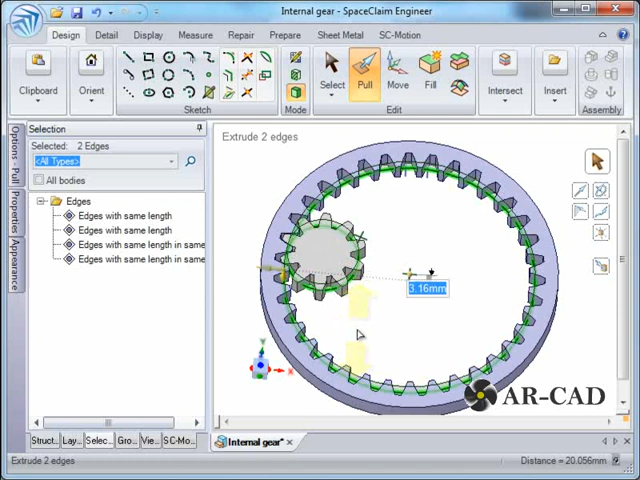 Internal gear - SpaceClaim Engineer
Design Detail Display Measure Repair Prepare Sheet Metal SC-Motion
Clipboard Orient Select Pull Move Fill Intersect Insert
Sketch Mode Edit Assembly
Options - Pull
Properties
Appearance
Selection
Selected: 2 Edges
<All Types>
All bodies
Edges
Edges with same length
Edges with same length
Edges with same length in same
Edges with same length in same
Extrude 2 edges
3.16mm
Y
X
AR-CAD
Struct... Lay... Selec... Gro... Vie... SC-Mo...
Internal gear*
Extrude 2 edges
Distance = 20.056mm